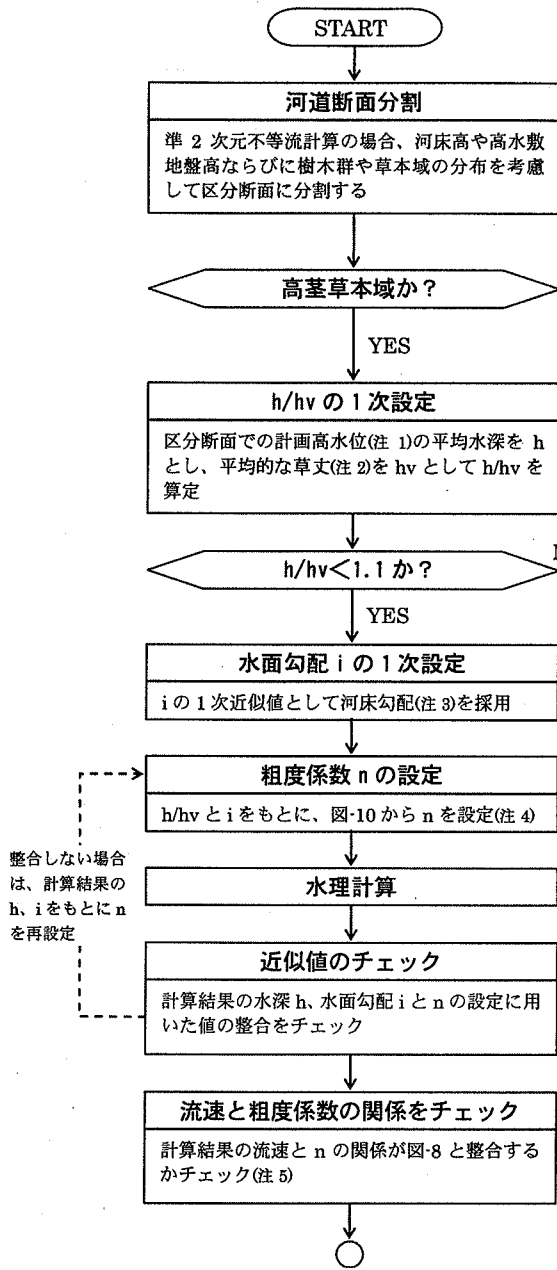 START
河道断面分割
準 2 次元不等流計算の場合、河床高や高水敷
地盤高ならびに樹木群や草本域の分布を考慮
して区分断面に分割する
高茎草本域か？
YES
h/hv の 1 次設定
区分断面での計画高水位(注 1)の平均水深を h
とし、平均的な草丈(注 2)を hv として h/hv を
算定
h/hv＜1.1 か？
YES
水面勾配 i の 1 次設定
i の 1 次近似値として河床勾配(注 3)を採用
粗度係数 n の設定
h/hv と i をもとに、図-10 から n を設定(注 4)
整合しない場合
は、計算結果の
h、i をもとに n
を再設定
水理計算
近似値のチェック
計算結果の水深 h、水面勾配 i と n の設定に用
いた値の整合をチェック
流速と粗度係数の関係をチェック
計算結果の流速と n の関係が図-8 と整合する
かチェック(注 5)